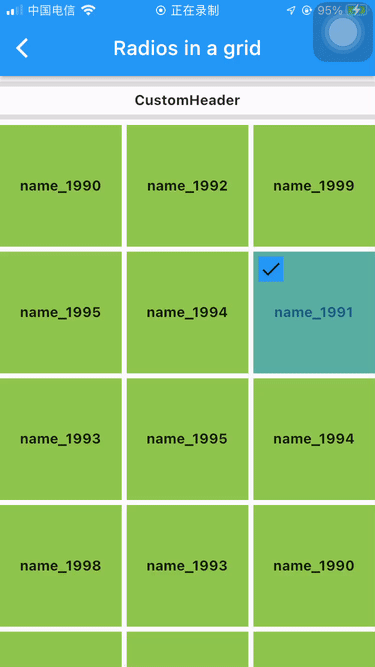 中国电信 正在录制 95%
Radios in a grid
CustomHeader
name_1990 name_1992 name_1999
name_1995 name_1994 name_1991
name_1993 name_1995 name_1994
name_1998 name_1993 name_1990